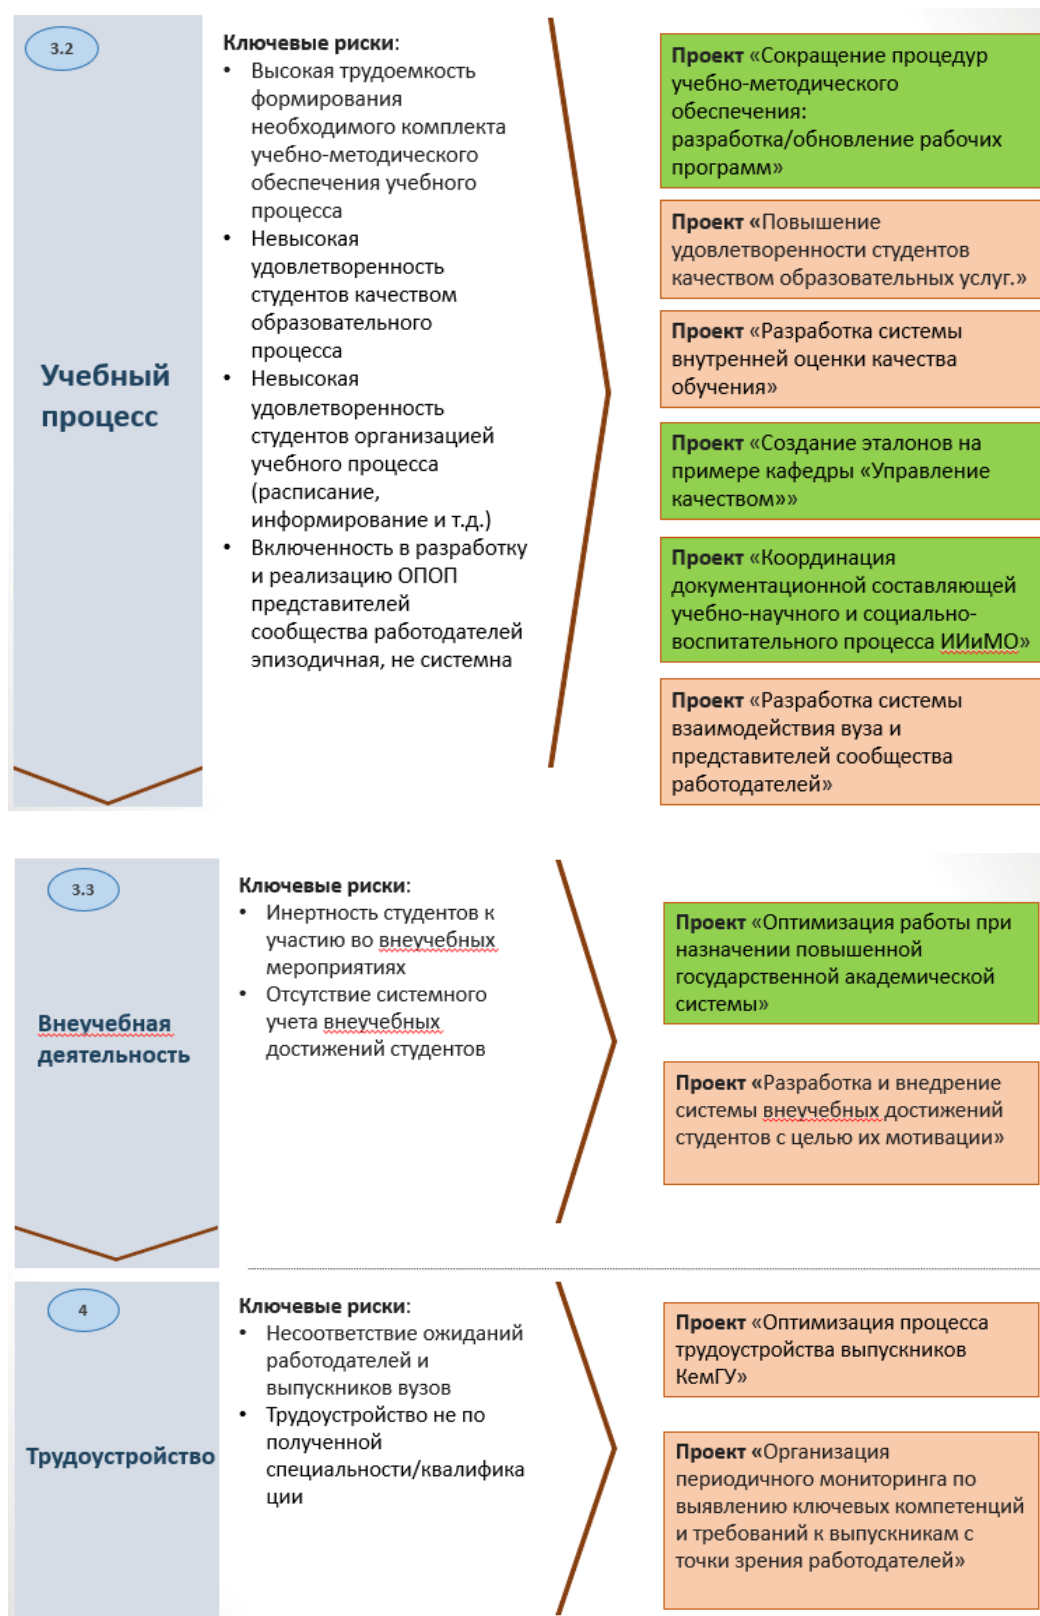 3.2
Учебный
процесс
Ключевые риски:
• Высокая трудоемкость
формирования
необходимого комплекта
учебно-методического
обеспечения учебного
процесса
• Невысокая
удовлетворенность
студентов качеством
образовательного
процесса
• Невысокая
удовлетворенность
студентов организацией
учебного процесса
(расписание,
информирование и т.д.)
• Включенность в разработку
и реализацию ОПОП
представителей
сообщества работодателей
эпизодичная, не системна
Проект «Сокращение процедур
учебно-методического
обеспечения:
разработка/обновление рабочих
программ»
Проект «Повышение
удовлетворенности студентов
качеством образовательных услуг.»
Проект «Разработка системы
внутренней оценки качества
обучения»
Проект «Создание эталонов на
примере кафедры «Управление
качеством»»
Проект «Координация
документационной составляющей
учебно-научного и социально-
воспитательного процесса ИИиМО»
Проект «Разработка системы
взаимодействия вуза и
представителей сообщества
работодателей»
3.3
Внеучебная
деятельность
Ключевые риски:
• Инертность студентов к
участию во внеучебных
мероприятиях
• Отсутствие системного
учета внеучебных
достижений студентов
Проект «Оптимизация работы при
назначении повышенной
государственной академической
системы»
Проект «Разработка и внедрение
системы внеучебных достижений
студентов с целью их мотивации»
4
Трудоустройство
Ключевые риски:
• Несоответствие ожиданий
работодателей и
выпускников вузов
• Трудоустройство не по
полученной
специальности/квалифика
ции
Проект «Оптимизация процесса
трудоустройства выпускников
КемГУ»
Проект «Организация
периодичного мониторинга по
выявлению ключевых компетенций
и требований к выпускникам с
точки зрения работодателей»